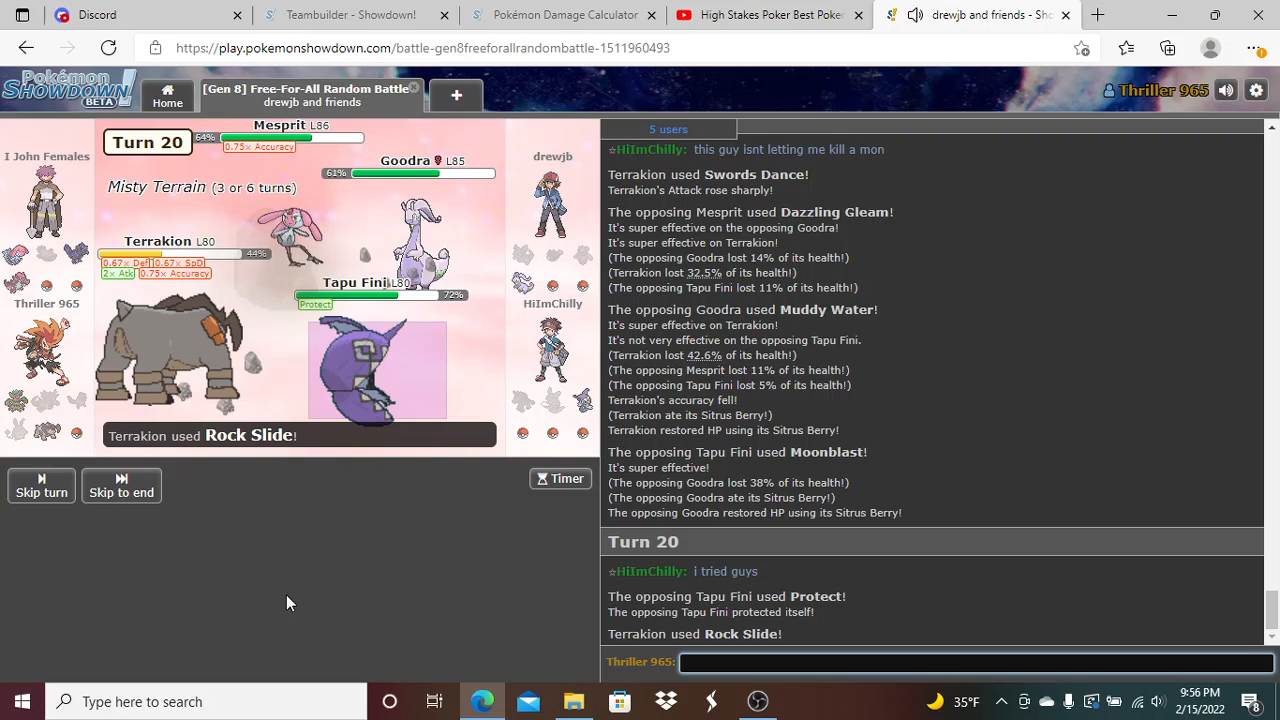 Discord
Teambuilder - Showdown!
Pokémon Damage Calculator
High Stakes Poker Best Poker
drewjb and friends - Sho
https://play.pokemonshowdown.com/battle-gen8freeforallrandombattle-1511960493
Pokémon
SHOWDOWN!
BETA
Home
[Gen 8] Free-For-All Random Battle
drewjb and friends
Thriller 965
Turn 20
64%
Mesprit L86
0.75x Accuracy
Goodra L85
61%
Misty Terrain (3 or 6 turns)
Terrakion L80
44%
0.67x Def 0.67x SpD
2x Atk 0.75x Accuracy
Tapu Fini L80
72%
Protect
I John Females
Thriller 965
drewjb
HiImChilly
Terrakion used Rock Slide!
Skip turn
Skip to end
Timer
5 users
☆HiImChilly: this guy isnt letting me kill a mon
Terrakion used Swords Dance!
Terrakion's Attack rose sharply!
The opposing Mesprit used Dazzling Gleam!
It's super effective on the opposing Goodra!
It's super effective on Terrakion!
(The opposing Goodra lost 14% of its health!)
(Terrakion lost 32.5% of its health!)
(The opposing Tapu Fini lost 11% of its health!)
The opposing Goodra used Muddy Water!
It's super effective on Terrakion!
It's not very effective on the opposing Tapu Fini.
(Terrakion lost 42.6% of its health!)
(The opposing Mesprit lost 11% of its health!)
(The opposing Tapu Fini lost 5% of its health!)
Terrakion's accuracy fell!
(Terrakion ate its Sitrus Berry!)
Terrakion restored HP using its Sitrus Berry!
The opposing Tapu Fini used Moonblast!
It's super effective!
(The opposing Goodra lost 38% of its health!)
(The opposing Goodra ate its Sitrus Berry!)
The opposing Goodra restored HP using its Sitrus Berry!
Turn 20
☆HiImChilly: i tried guys
The opposing Tapu Fini used Protect!
The opposing Tapu Fini protected itself!
Terrakion used Rock Slide!
Thriller 965:
Type here to search
35°F
9:56 PM
2/15/2022
8